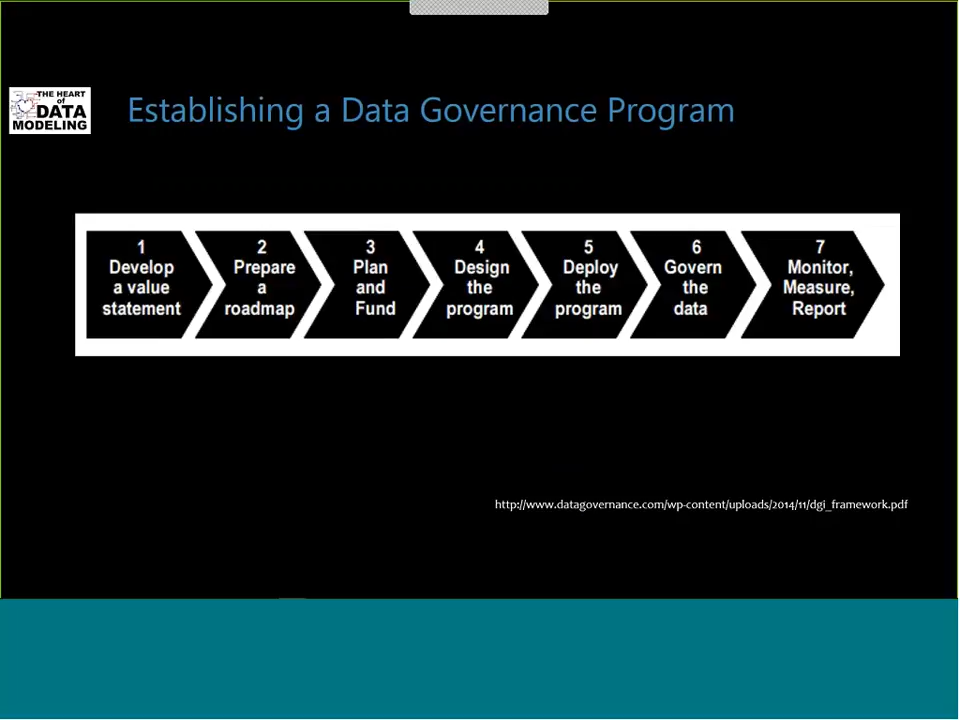 THE HEART
of
DATA
MODELING
Establishing a Data Governance Program
1
Develop
a value
statement
2
Prepare
a
roadmap
3
Plan
and
Fund
4
Design
the
program
5
Deploy
the
program
6
Govern
the
data
7
Monitor,
Measure,
Report
http://www.datagovernance.com/wp-content/uploads/2014/11/dgi_framework.pdf